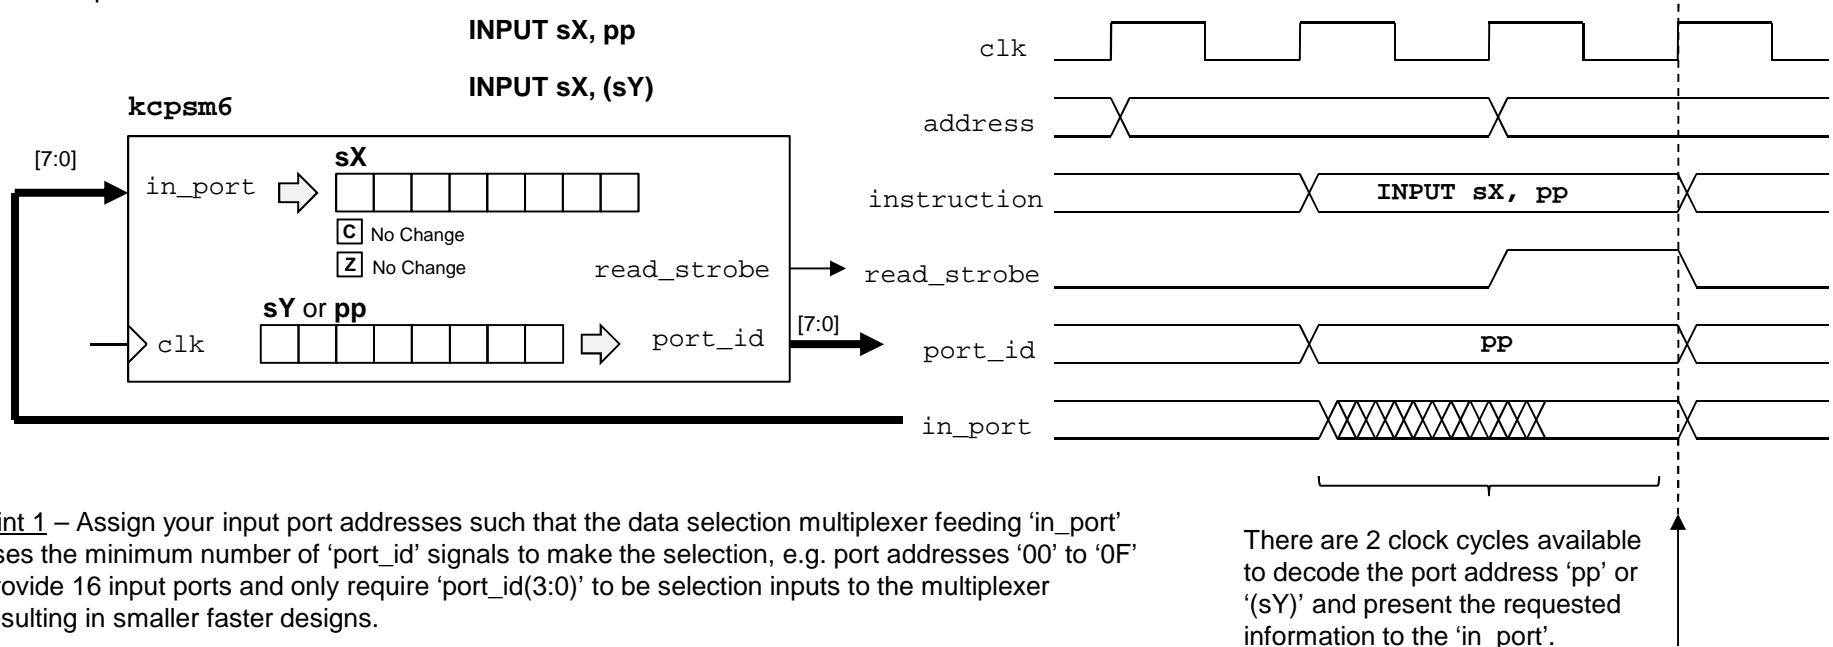 INPUT sX, pp
INPUT sX, (sY)
kcpsm6
[7:0]
in_port
sX
C No Change
Z No Change
read_strobe
sY or pp
clk
port_id
[7:0]
clk
address
instruction
INPUT sX, pp
read_strobe
port_id
pp
in_port
int 1 – Assign your input port addresses such that the data selection multiplexer feeding ‘in_port’
ses the minimum number of ‘port_id’ signals to make the selection, e.g. port addresses ‘00’ to ‘0F’
rovide 16 input ports and only require ‘port_id(3:0)’ to be selection inputs to the multiplexer
sulting in smaller faster designs.
There are 2 clock cycles available
to decode the port address ‘pp’ or
‘(sY)’ and present the requested
information to the ‘in_port’.